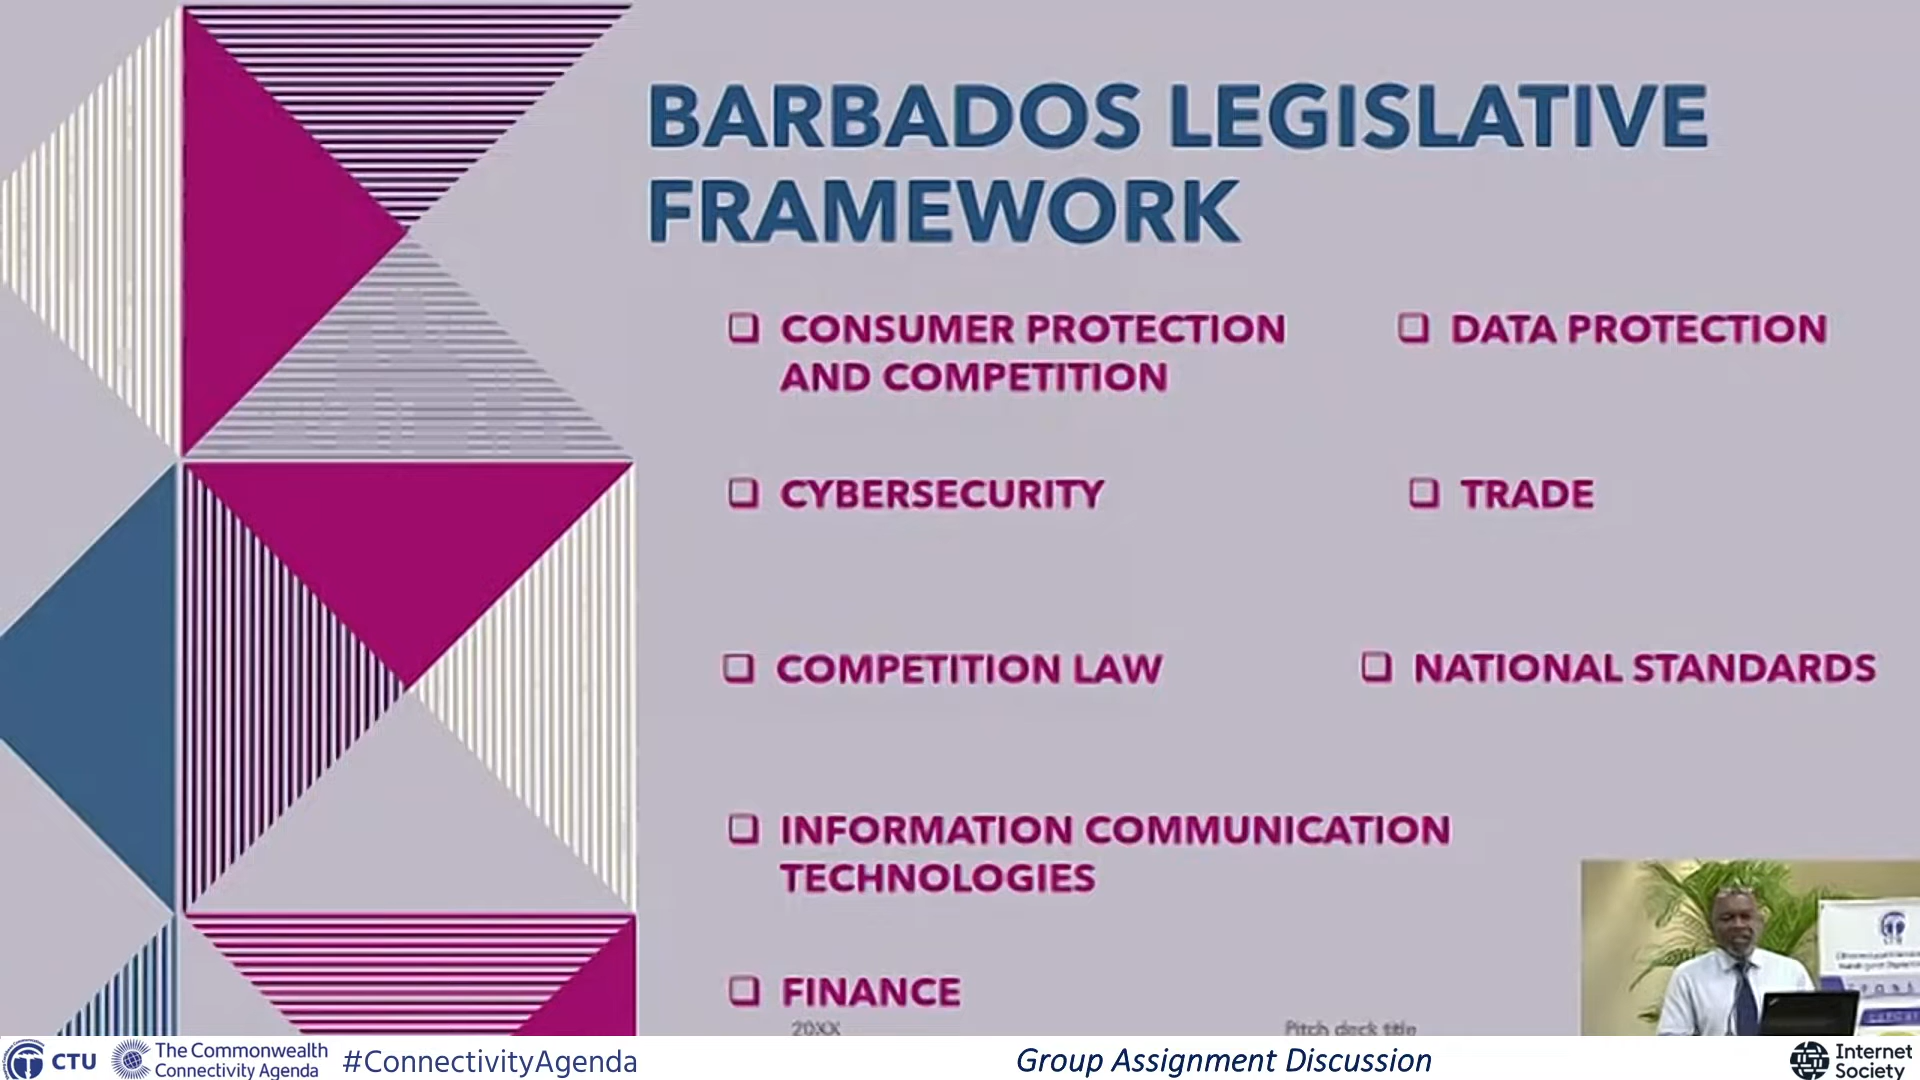 BARBADOS LEGISLATIVE
FRAMEWORK
❑ CONSUMER PROTECTION
AND COMPETITION
❑ DATA PROTECTION
❑ CYBERSECURITY
❑ TRADE
❑ COMPETITION LAW
❑ NATIONAL STANDARDS
❑ INFORMATION COMMUNICATION
TECHNOLOGIES
❑ FINANCE
20XX
Pitch deck title
CTU
The Commonwealth
Connectivity Agenda
#ConnectivityAgenda
Group Assignment Discussion
Internet
Society